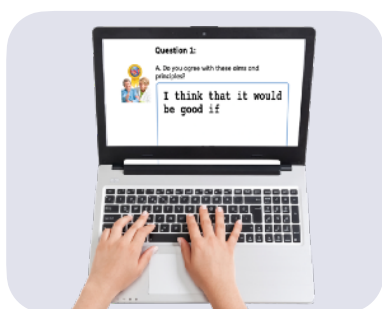 Question 1:
A. Do you agree with these aims and
principles?
I think that it would
be good if